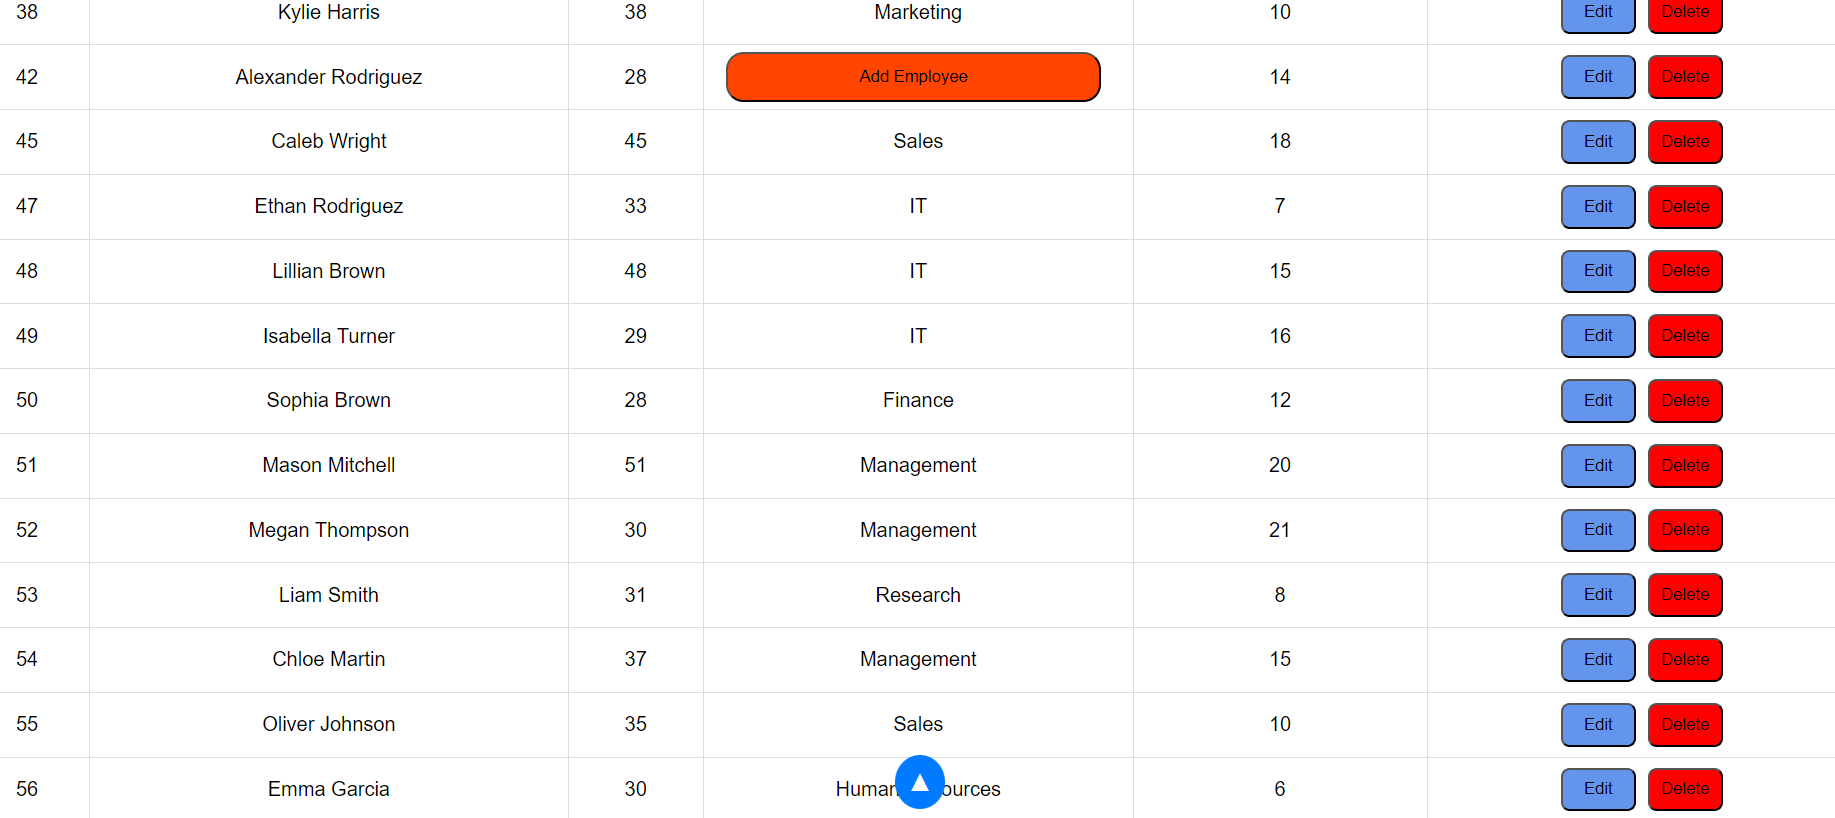 38 Kylie Harris 38 Marketing 10 Edit Delete
42 Alexander Rodriguez 28 Add Employee 14 Edit Delete
45 Caleb Wright 45 Sales 18 Edit Delete
47 Ethan Rodriguez 33 IT 7 Edit Delete
48 Lillian Brown 48 IT 15 Edit Delete
49 Isabella Turner 29 IT 16 Edit Delete
50 Sophia Brown 28 Finance 12 Edit Delete
51 Mason Mitchell 51 Management 20 Edit Delete
52 Megan Thompson 30 Management 21 Edit Delete
53 Liam Smith 31 Research 8 Edit Delete
54 Chloe Martin 37 Management 15 Edit Delete
55 Oliver Johnson 35 Sales 10 Edit Delete
56 Emma Garcia 30 Human 6 Edit Delete